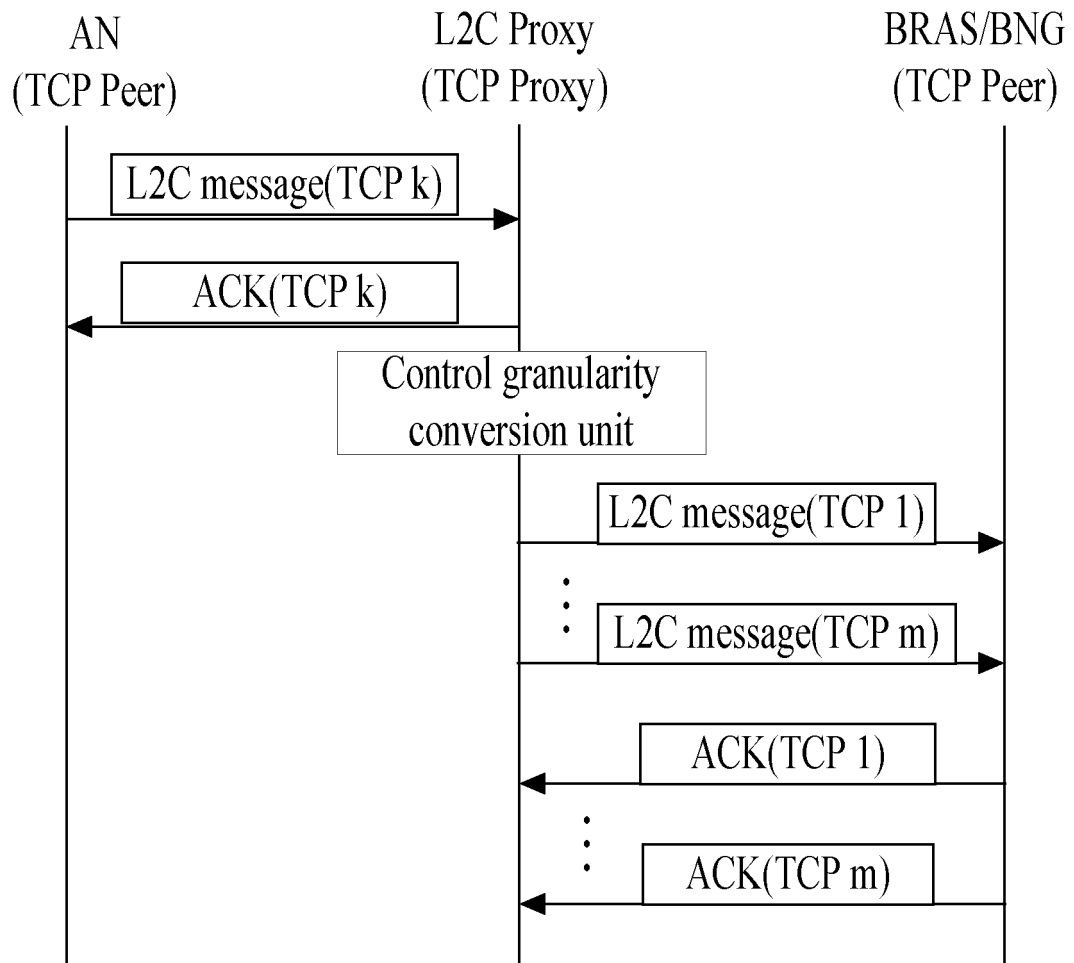 AN
(TCP Peer)
L2C Proxy
(TCP Proxy)
BRAS/BNG
(TCP Peer)
L2C message(TCP k)
ACK(TCP k)
Control granularity
conversion unit
L2C message(TCP 1)
L2C message(TCP m)
ACK(TCP 1)
ACK(TCP m)